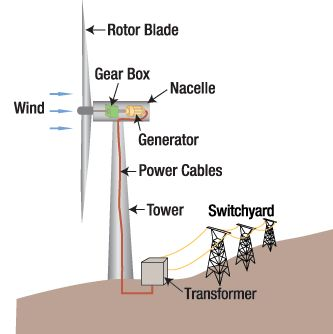 Rotor Blade
Gear Box
Nacelle
Wind
Generator
Power Cables
Tower
Switchyard
Transformer